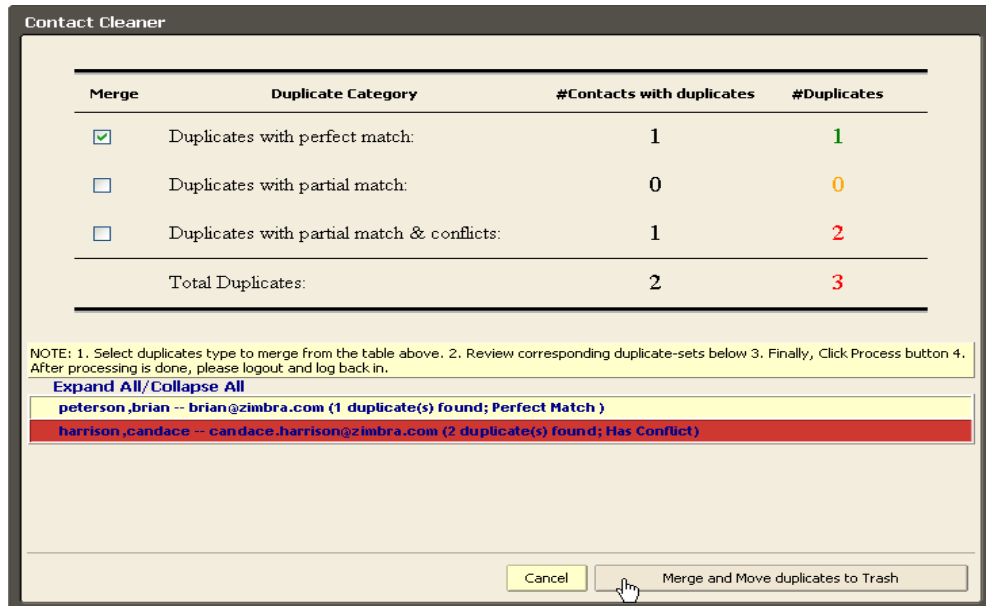 Contact Cleaner
Merge Duplicate Category #Contacts with duplicates #Duplicates
Duplicates with perfect match: 1 1
Duplicates with partial match: 0 0
Duplicates with partial match & conflicts: 1 2
Total Duplicates: 2 3
NOTE: 1. Select duplicates type to merge from the table above. 2. Review corresponding duplicate-sets below 3. Finally, Click Process button 4.
After processing is done, please logout and log back in.
Expand All/Collapse All
peterson,brian -- brian@zimbra.com (1 duplicate(s) found; Perfect Match )
harrison,candace -- candace.harrison@zimbra.com (2 duplicate(s) found; Has Conflict)
Cancel Merge and Move duplicates to Trash